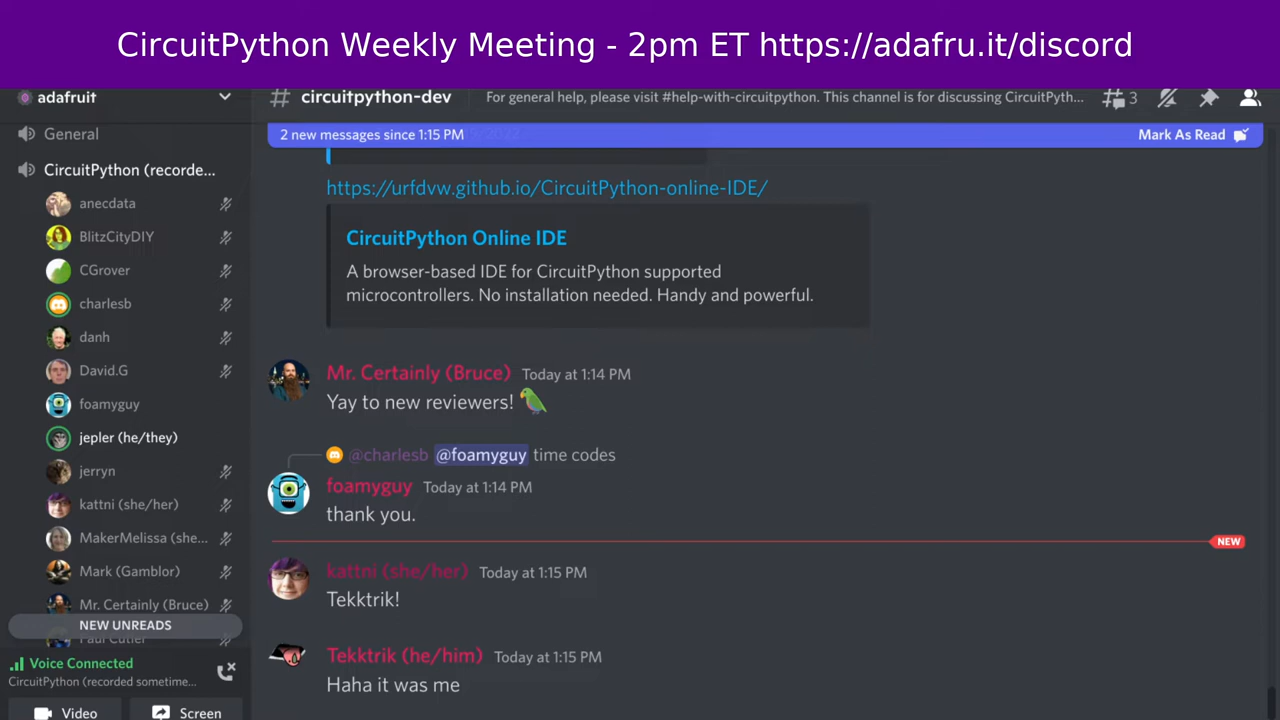 CircuitPython Weekly Meeting - 2pm ET https://adafru.it/discord
adafruit
General
CircuitPython (recorde...
anecdata
BlitzCityDIY
CGrover
charlesb
danh
David.G
foamyguy
jepler (he/they)
jerryn
kattni (she/her)
MakerMelissa (she...
Mark (Gamblor)
Mr. Certainly (Bruce)
NEW UNREADS
Paul Cutler
Voice Connected
CircuitPython (recorded sometime...
Video
Screen
# circuitpython-dev
For general help, please visit #help-with-circuitpython. This channel is for discussing CircuitPyth...
3
2 new messages since 1:15 PM
Mark As Read
https://urfdvw.github.io/CircuitPython-online-IDE/
CircuitPython Online IDE
A browser-based IDE for CircuitPython supported
microcontrollers. No installation needed. Handy and powerful.
Mr. Certainly (Bruce) Today at 1:14 PM
Yay to new reviewers!
@charlesb @foamyguy time codes
foamyguy Today at 1:14 PM
thank you.
NEW
kattni (she/her) Today at 1:15 PM
Tekktrik!
Tekktrik (he/him) Today at 1:15 PM
Haha it was me